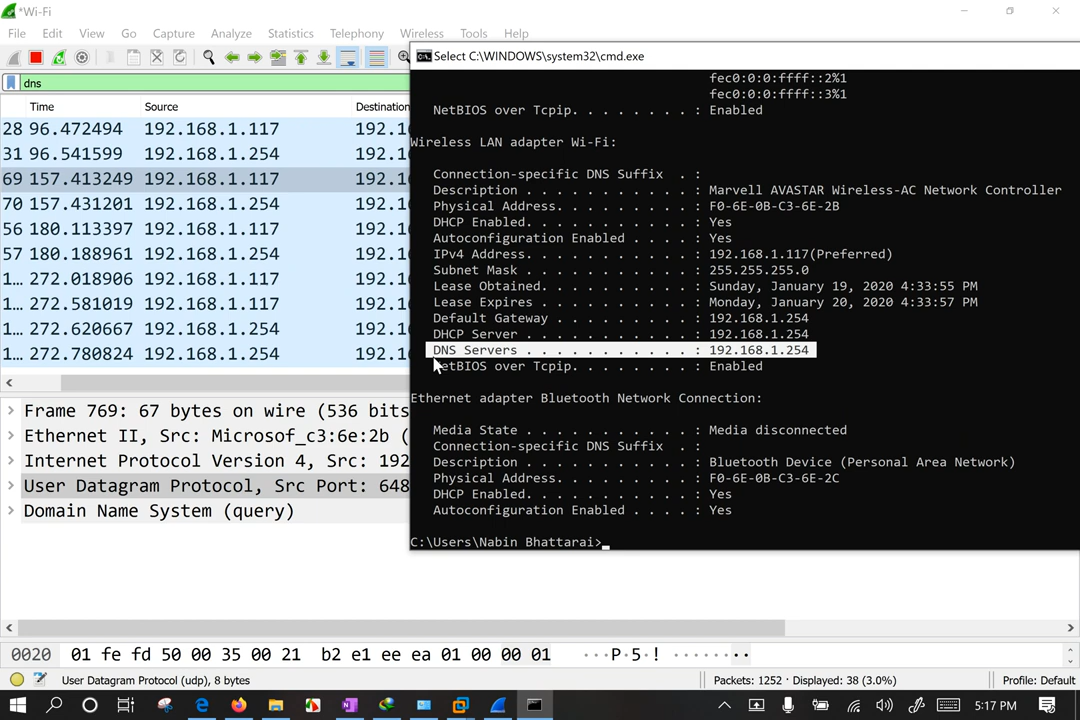 *Wi-Fi
File Edit View Go Capture Analyze Statistics Telephony Wireless Tools Help
Select C:\WINDOWS\system32\cmd.exe
dns
Time Source Destination
28 96.472494 192.168.1.117 192.16
31 96.541599 192.168.1.254 192.16
69 157.413249 192.168.1.117 192.16
70 157.431201 192.168.1.254 192.16
56 180.113397 192.168.1.117 192.16
57 180.188961 192.168.1.254 192.16
1… 272.018906 192.168.1.117 192.16
1… 272.581019 192.168.1.117 192.16
1… 272.620667 192.168.1.254 192.16
1… 272.780824 192.168.1.254 192.16
Frame 769: 67 bytes on wire (536 bits
Ethernet II, Src: Microsof_c3:6e:2b (
Internet Protocol Version 4, Src: 192
User Datagram Protocol, Src Port: 648
Domain Name System (query)
fec0:0:0:ffff::2%1
fec0:0:0:ffff::3%1
NetBIOS over Tcpip. . . . . . . . : Enabled
Wireless LAN adapter Wi-Fi:
Connection-specific DNS Suffix . :
Description . . . . . . . . . . . : Marvell AVASTAR Wireless-AC Network Controller
Physical Address. . . . . . . . . : F0-6E-0B-C3-6E-2B
DHCP Enabled. . . . . . . . . . . : Yes
Autoconfiguration Enabled . . . . : Yes
IPv4 Address. . . . . . . . . . . : 192.168.1.117(Preferred)
Subnet Mask . . . . . . . . . . . : 255.255.255.0
Lease Obtained. . . . . . . . . . : Sunday, January 19, 2020 4:33:55 PM
Lease Expires . . . . . . . . . . : Monday, January 20, 2020 4:33:57 PM
Default Gateway . . . . . . . . . : 192.168.1.254
DHCP Server . . . . . . . . . . . : 192.168.1.254
DNS Servers . . . . . . . . . . . : 192.168.1.254
NetBIOS over Tcpip. . . . . . . . : Enabled
Ethernet adapter Bluetooth Network Connection:
Media State . . . . . . . . . . . : Media disconnected
Connection-specific DNS Suffix . :
Description . . . . . . . . . . . : Bluetooth Device (Personal Area Network)
Physical Address. . . . . . . . . : F0-6E-0B-C3-6E-2C
DHCP Enabled. . . . . . . . . . . : Yes
Autoconfiguration Enabled . . . . : Yes
C:\Users\Nabin Bhattarai>
0020 01 fe fd 50 00 35 00 21 b2 e1 ee ea 01 00 00 01 ···P·5·! ········
User Datagram Protocol (udp), 8 bytes Packets: 1252 · Displayed: 38 (3.0%) Profile: Default
5:17 PM